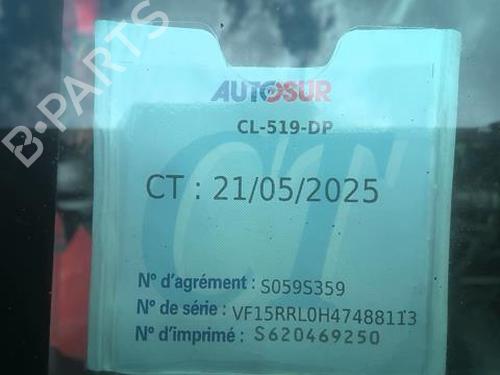 B-PARTS
AUTOSUR
CL-519-DP
CT : 21/05/2025
CT
N° d'agrément : S059S359
N° de série : VF15RRL0H47488113
N° d'imprimé : S620469250